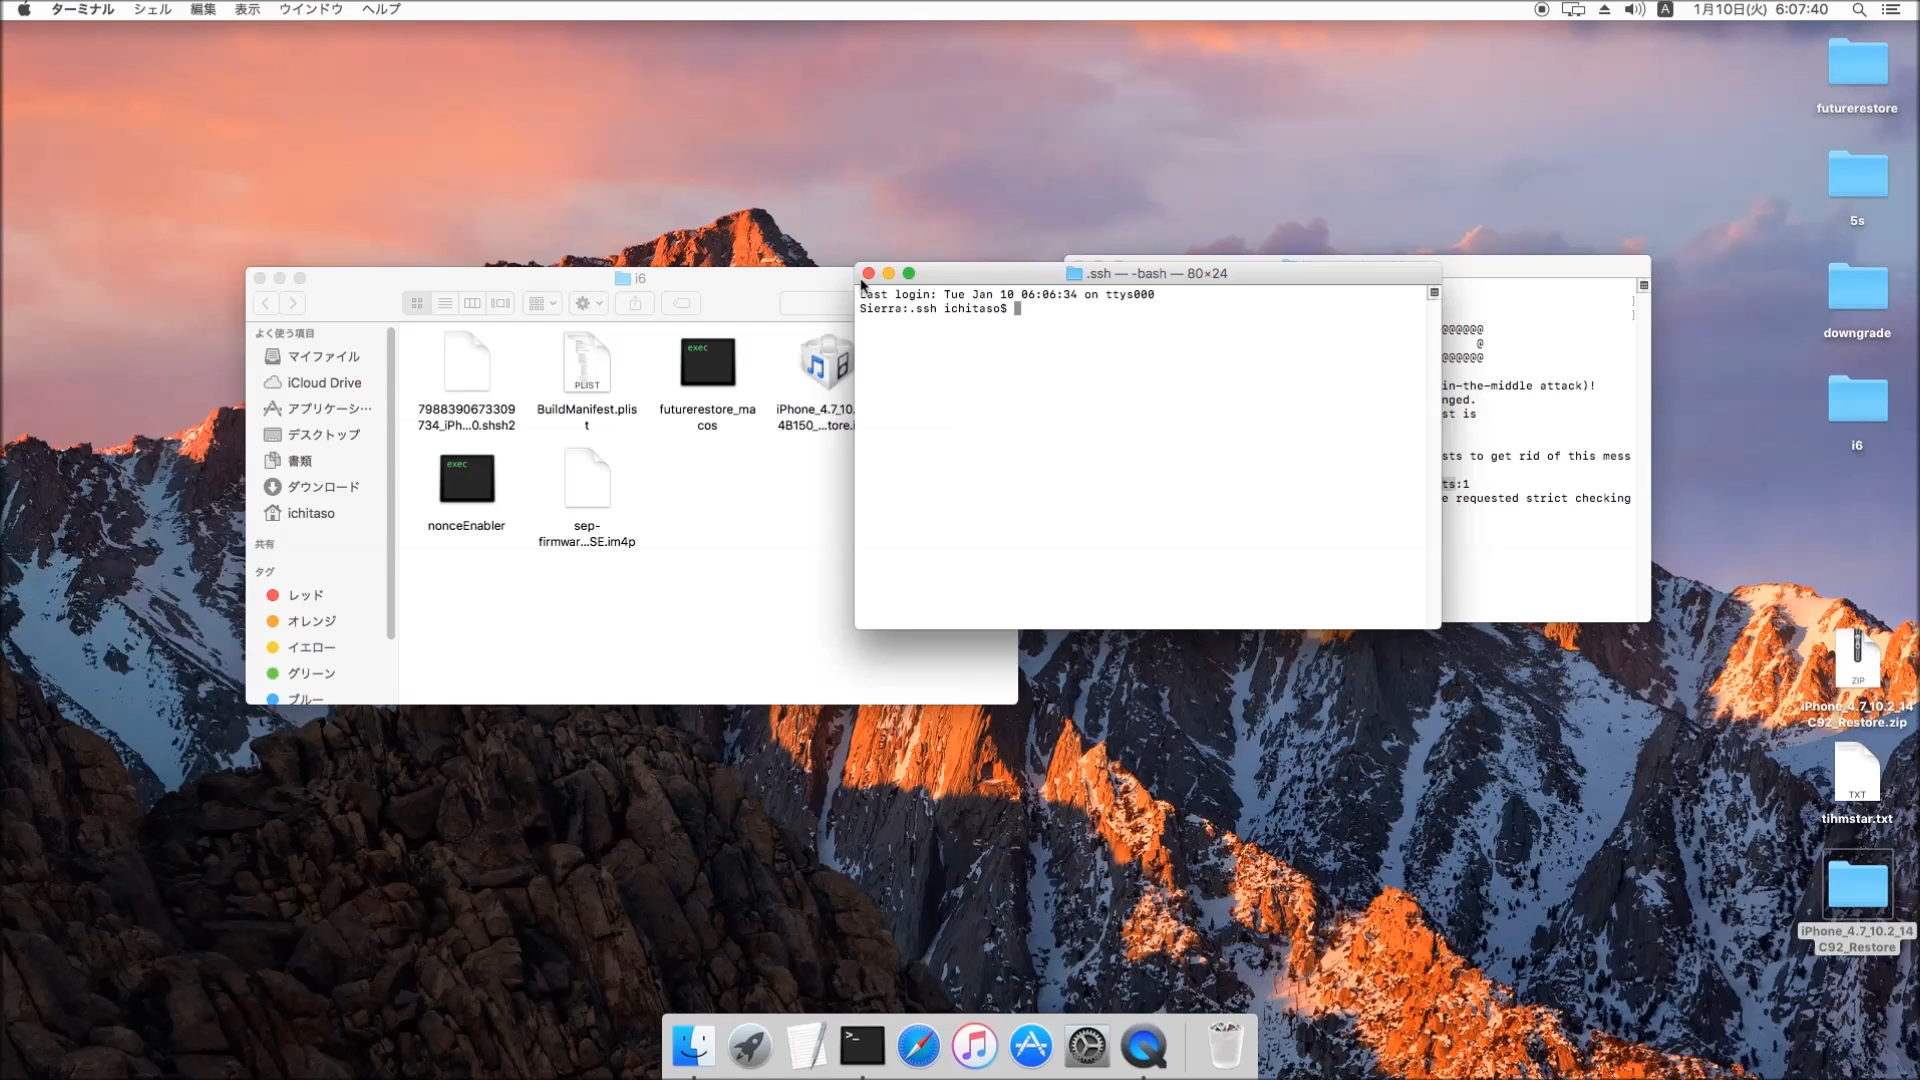 ターミナル シェル 編集 表示 ウインドウ ヘルプ
A 1月10日(火) 6:07:40
futurerestore
5s
downgrade
i6
ZIP
iPhone_4.7_10.2_14
C92_Restore.zip
TXT
tihmstar.txt
iPhone_4.7_10.2_14
C92_Restore
i6
よく使う項目
マイファイル
iCloud Drive
アプリケーシ…
デスクトップ
書類
ダウンロード
ichitaso
共有
タグ
レッド
オレンジ
イエロー
グリーン
ブルー
7988390673309
734_iPh...0.shsh2
PLIST
BuildManifest.plis
t
exec
futurerestore_ma
cos
iPhone_4.7_10.
4B150_...tore.i
exec
nonceEnabler
sep-
firmwar...SE.im4p
.ssh — -bash — 80×24
Last login: Tue Jan 10 06:06:34 on ttys000
Sierra:.ssh ichitaso$
@@@@@@
@
@@@@@@
in-the-middle attack)!
nged.
st is
sts to get rid of this mess
ts:1
e requested strict checking